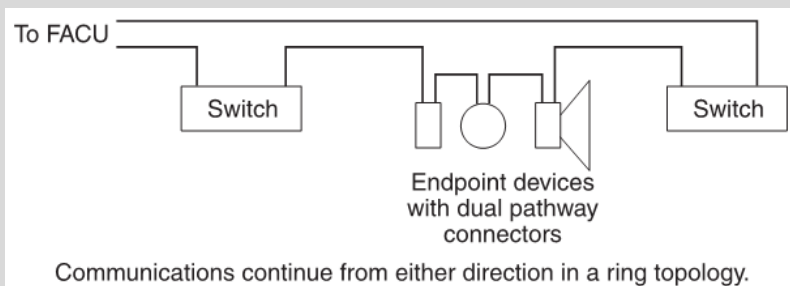 To FACU
Switch
Switch
Endpoint devices
with dual pathway
connectors
Communications continue from either direction in a ring topology.